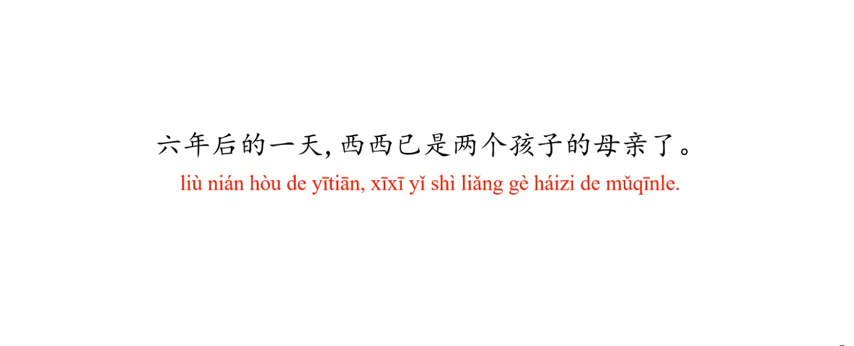 六年后的一天,西西已是两个孩子的母亲了。
liù nián hòu de yītiān, xīxī yǐ shì liǎng gè háizi de mǔqīnle.